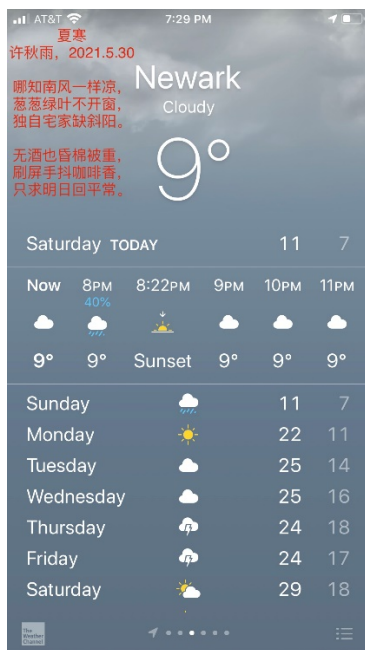 AT&T
7:29 PM
夏寒
许秋雨，2021.5.30
哪知南风一样凉，
葱葱绿叶不开窗，
独自宅家缺斜阳。
无酒也昏棉被重，
刷屏手抖咖啡香，
只求明日回平常。
Newark
Cloudy
9°
Saturday TODAY 11 7
Now 8PM 8:22PM 9PM 10PM 11PM
40%
9° 9° Sunset 9° 9° 9°
Sunday 11 7
Monday 22 11
Tuesday 25 14
Wednesday 25 16
Thursday 24 18
Friday 24 17
Saturday 29 18
The
Weather
Channel